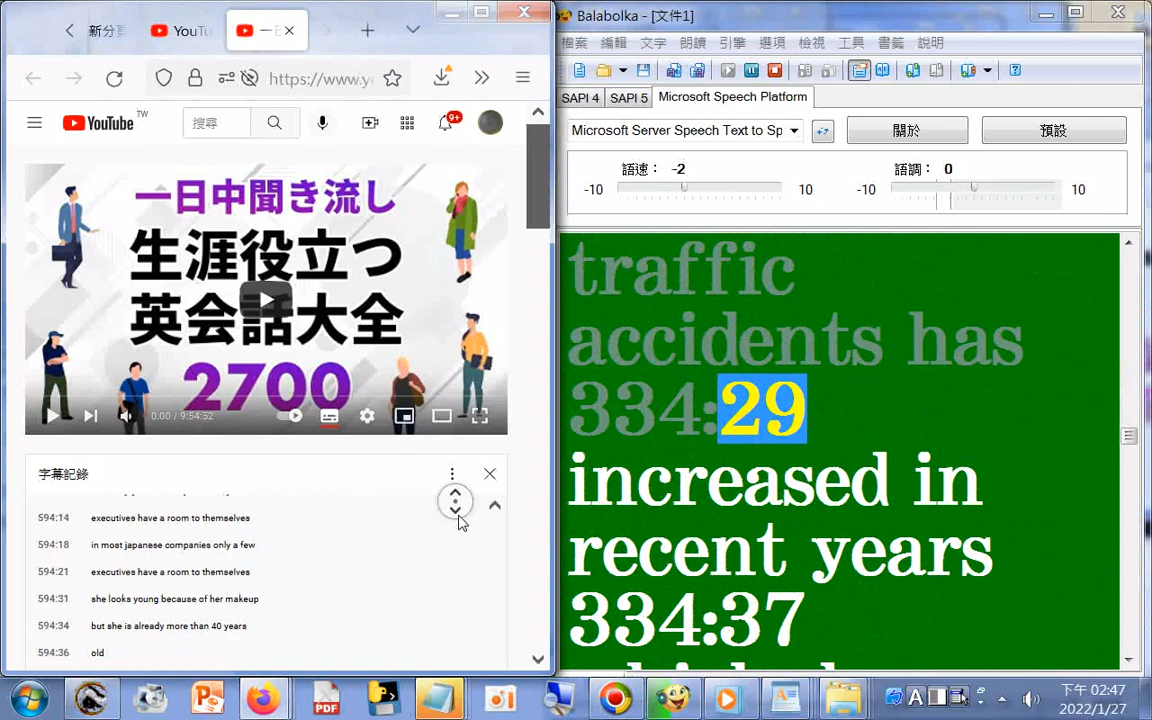 新分頁
YouTu
一 E
https://www.y
YouTube
TW
搜尋
9+
一日中聞き流し
生涯役立つ
英会話大全
2700
0:00 / 9:54:52
字幕記錄
594:14 executives have a room to themselves
594:18 in most japanese companies only a few
594:21 executives have a room to themselves
594:31 she looks young because of her makeup
594:34 but she is already more than 40 years
594:36 old
Balabolka - [文件1]
檔案 編輯 文字 朗讀 引擎 選項 檢視 工具 書籤 說明
SAPI 4 SAPI 5 Microsoft Speech Platform
Microsoft Server Speech Text to Sp
關於
預設
語速： -2
語調： 0
-10 10 -10 10
traffic
accidents has
334:29
increased in
recent years
334:37
PDF
A
下午 02:47
2022/1/27